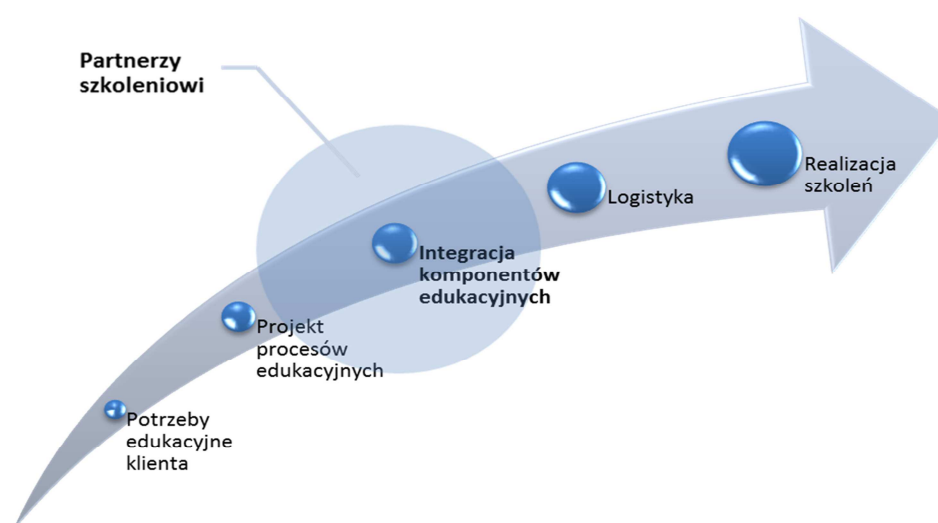 Partnerzy
szkoleniowi
Realizacja
szkoleń
Logistyka
Integracja
komponentów
edukacyjnych
Projekt
procesów
edukacyjnych
Potrzeby
edukacyjne
klienta